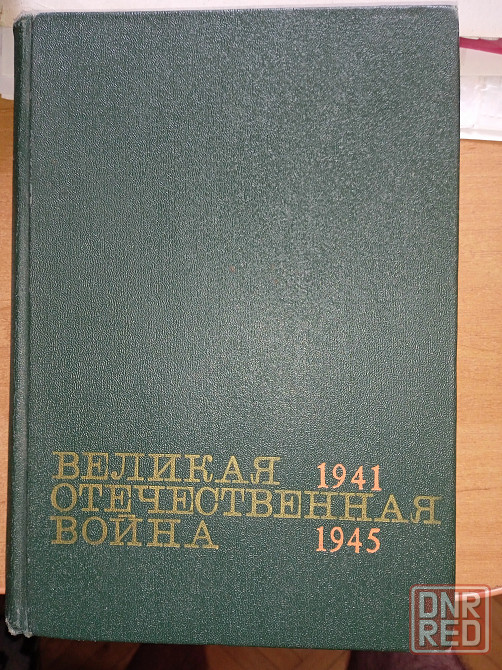 ВЕЛИКАЯ 1941
ОТЕЧЕСТВЕННАЯ
ВОЙНА 1945
DNR
RED